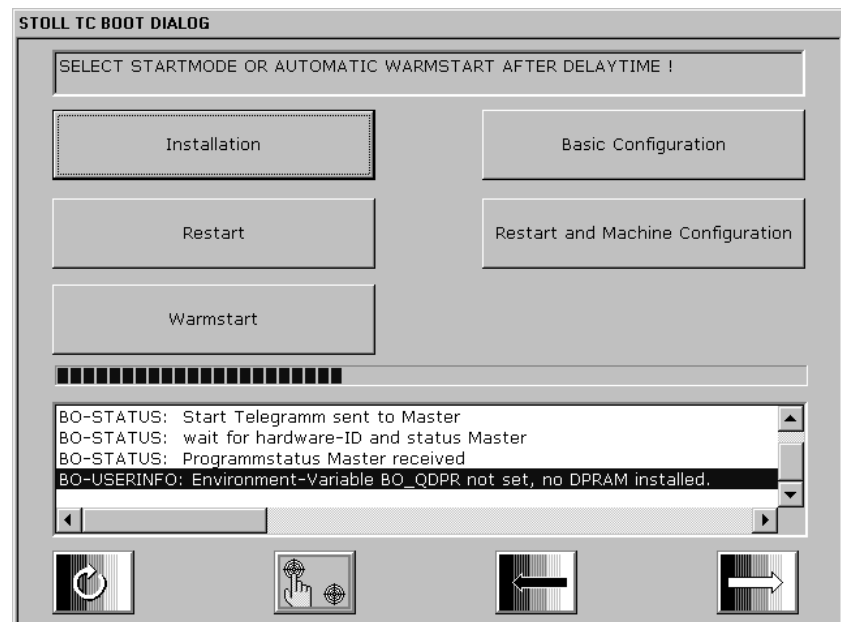 STOLL TC BOOT DIALOG
SELECT STARTMODE OR AUTOMATIC WARMSTART AFTER DELAYTIME !
Installation
Basic Configuration
Restart
Restart and Machine Configuration
Warmstart
BO-STATUS: Start Telegramm sent to Master
BO-STATUS: wait for hardware-ID and status Master
BO-STATUS: Programmstatus Master received
BO-USERINFO: Environment-Variable BO_QDPR not set, no DPRAM installed.